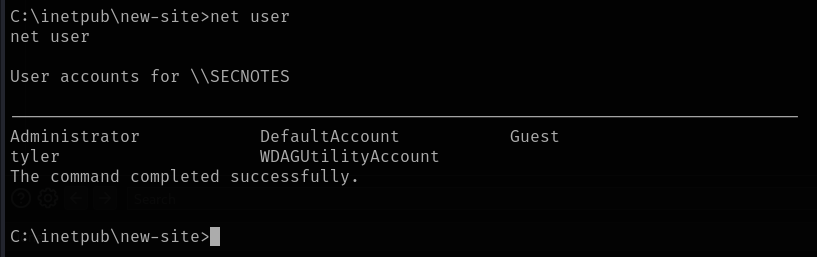 C:\inetpub\new-site>net user
net user
User accounts for \\SECNOTES
Administrator DefaultAccount Guest
tyler WDAGUtilityAccount
The command completed successfully.
C:\inetpub\new-site>